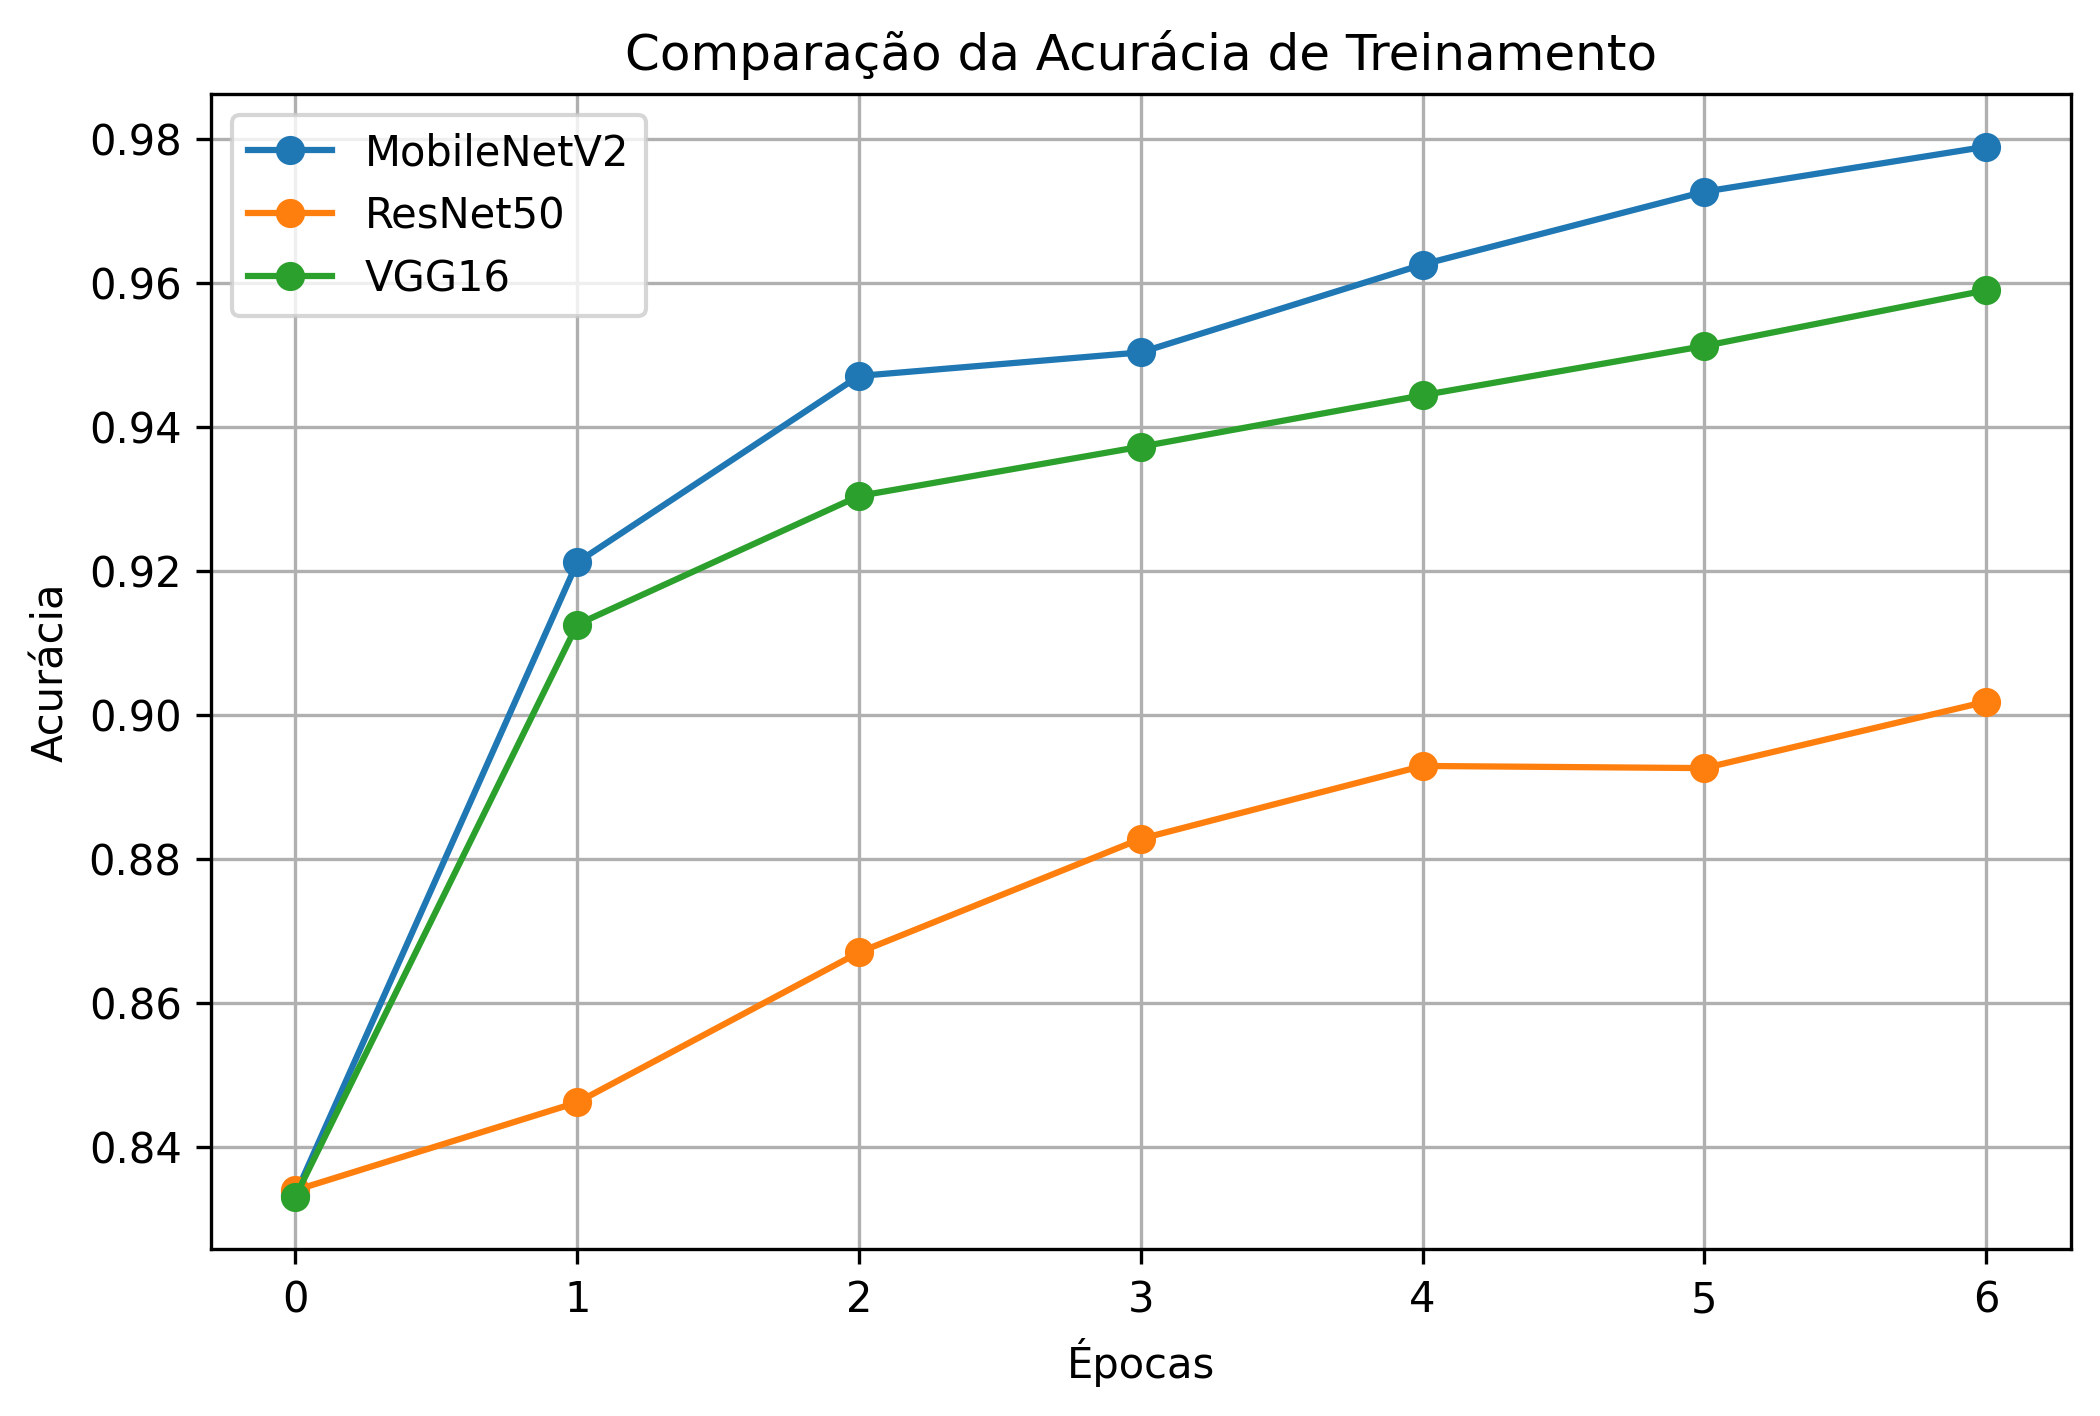 Comparação da Acurácia de Treinamento
MobileNetV2
ResNet50
VGG16
0.98
0.96
0.94
0.92
0.90
0.88
0.86
0.84
Acurácia
0 1 2 3 4 5 6
Épocas